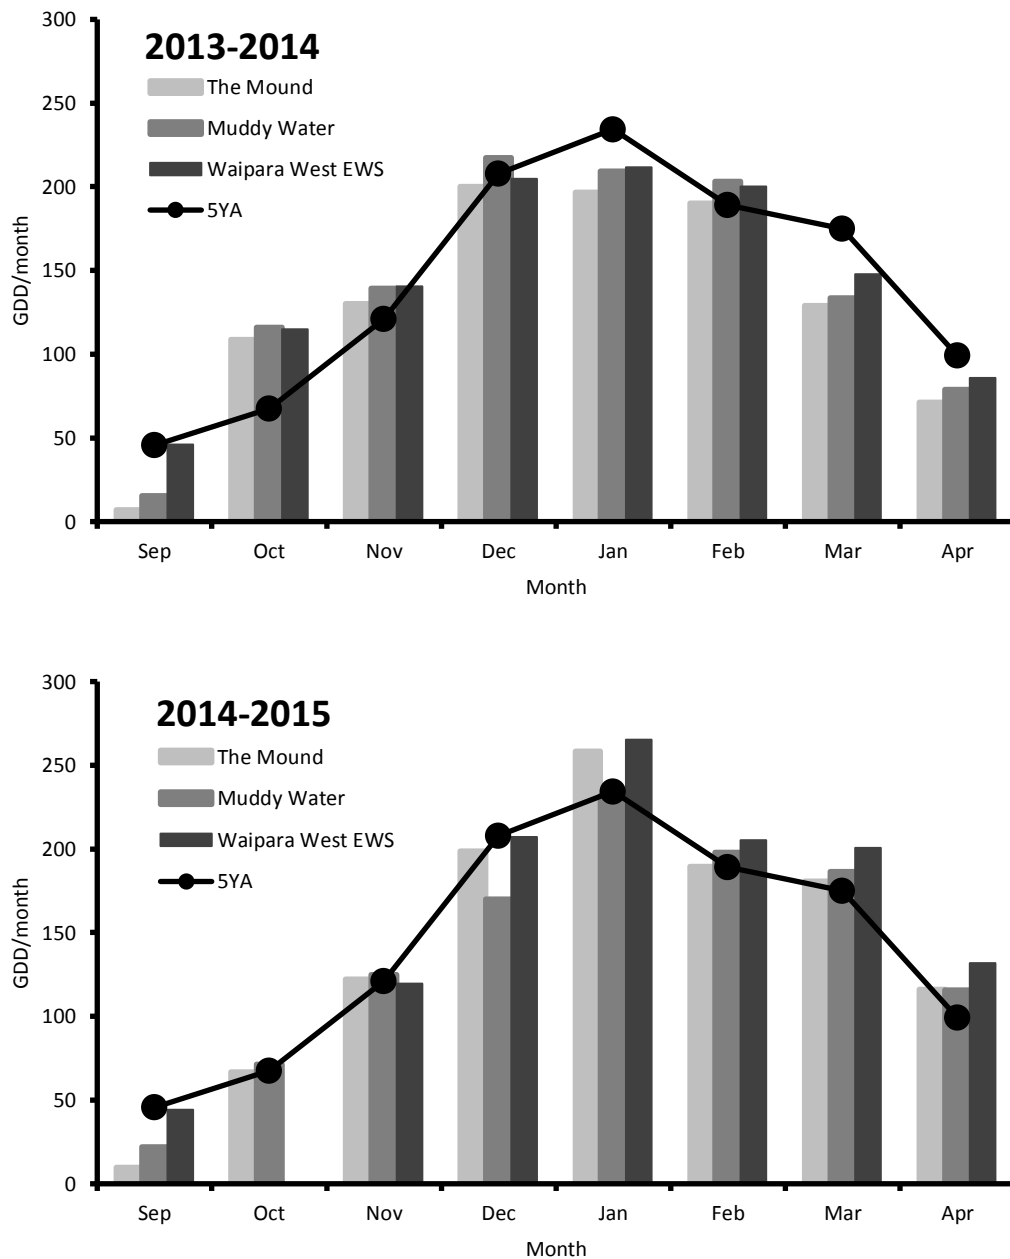 300
2013-2014
The Mound
250
Muddy Water
Waipara West EWS
200
5YA
150
GDD/month
100
50
0
Sep Oct Nov Dec Jan Feb Mar Apr
Month
300
2014-2015
The Mound
250
Muddy Water
Waipara West EWS
200
5YA
150
GDD/month
100
50
0
Sep Oct Nov Dec Jan Feb Mar Apr
Month